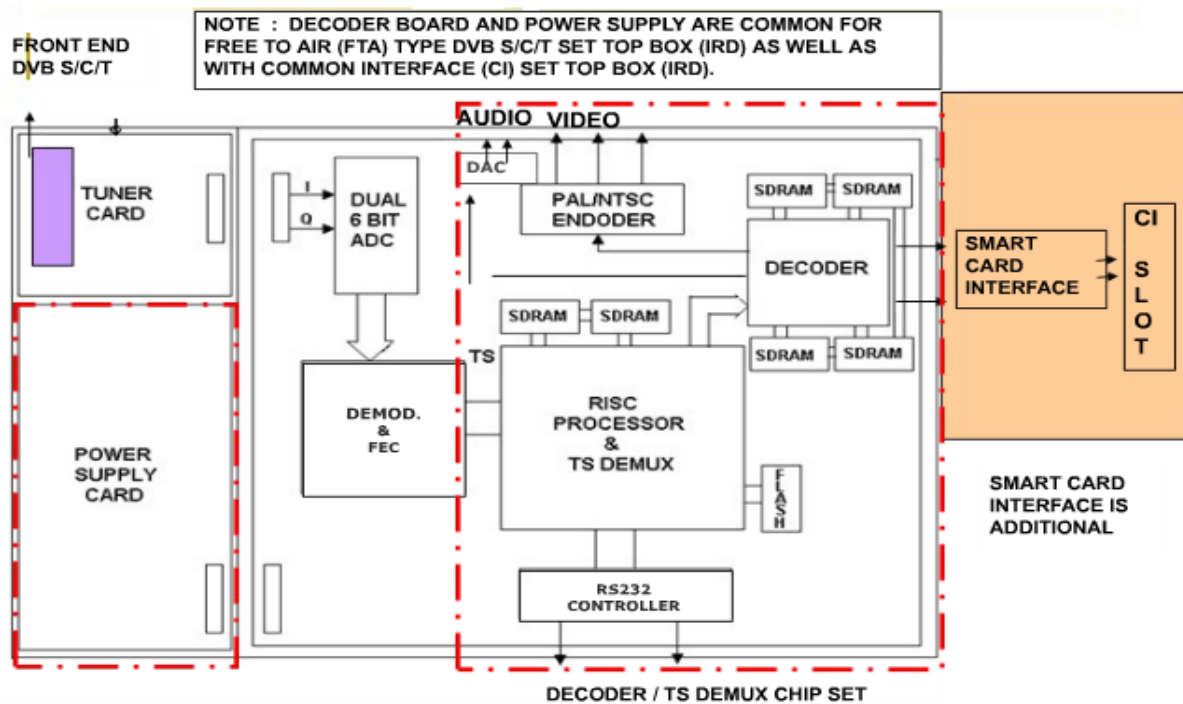 NOTE : DECODER BOARD AND POWER SUPPLY ARE COMMON FOR
FREE TO AIR (FTA) TYPE DVB S/C/T SET TOP BOX (IRD) AS WELL AS
WITH COMMON INTERFACE (CI) SET TOP BOX (IRD).
FRONT END
DVB S/C/T
AUDIO VIDEO
TUNER
CARD
I
Q
DUAL
6 BIT
ADC
DAC
PAL/NTSC
ENDODER
SDRAM
SDRAM
DECODER
SDRAM
SDRAM
SMART
CARD
INTERFACE
CI
SLOT
SDRAM
SDRAM
TS
DEMOD.
&
FEC
RISC
PROCESSOR
&
TS DEMUX
FLASH
POWER
SUPPLY
CARD
RS232
CONTROLLER
SMART CARD
INTERFACE IS
ADDITIONAL
DECODER / TS DEMUX CHIP SET